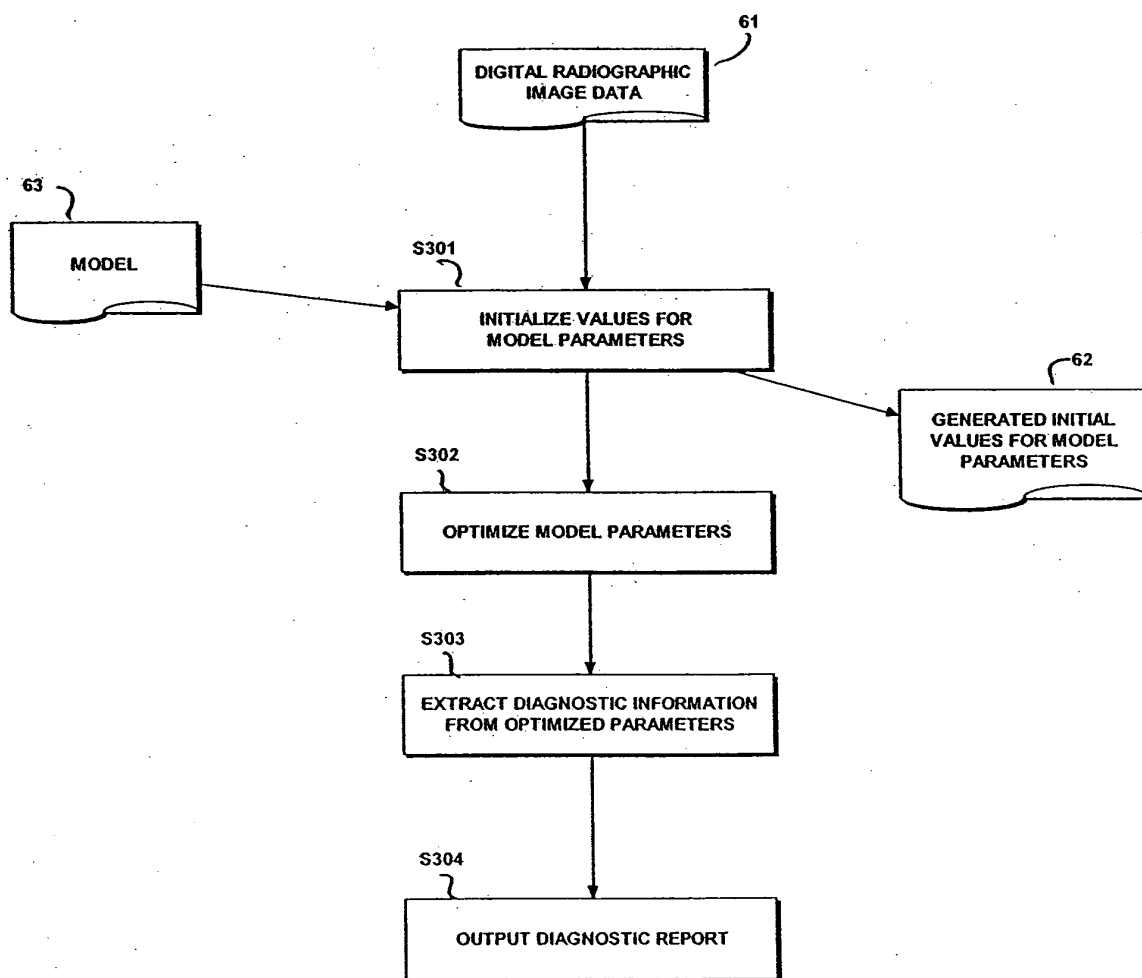 61
DIGITAL RADIOGRAPHIC
IMAGE DATA
63
MODEL
S301
INITIALIZE VALUES FOR
MODEL PARAMETERS
62
GENERATED INITIAL
VALUES FOR MODEL
PARAMETERS
S302
OPTIMIZE MODEL PARAMETERS
S303
EXTRACT DIAGNOSTIC INFORMATION
FROM OPTIMIZED PARAMETERS
S304
OUTPUT DIAGNOSTIC REPORT